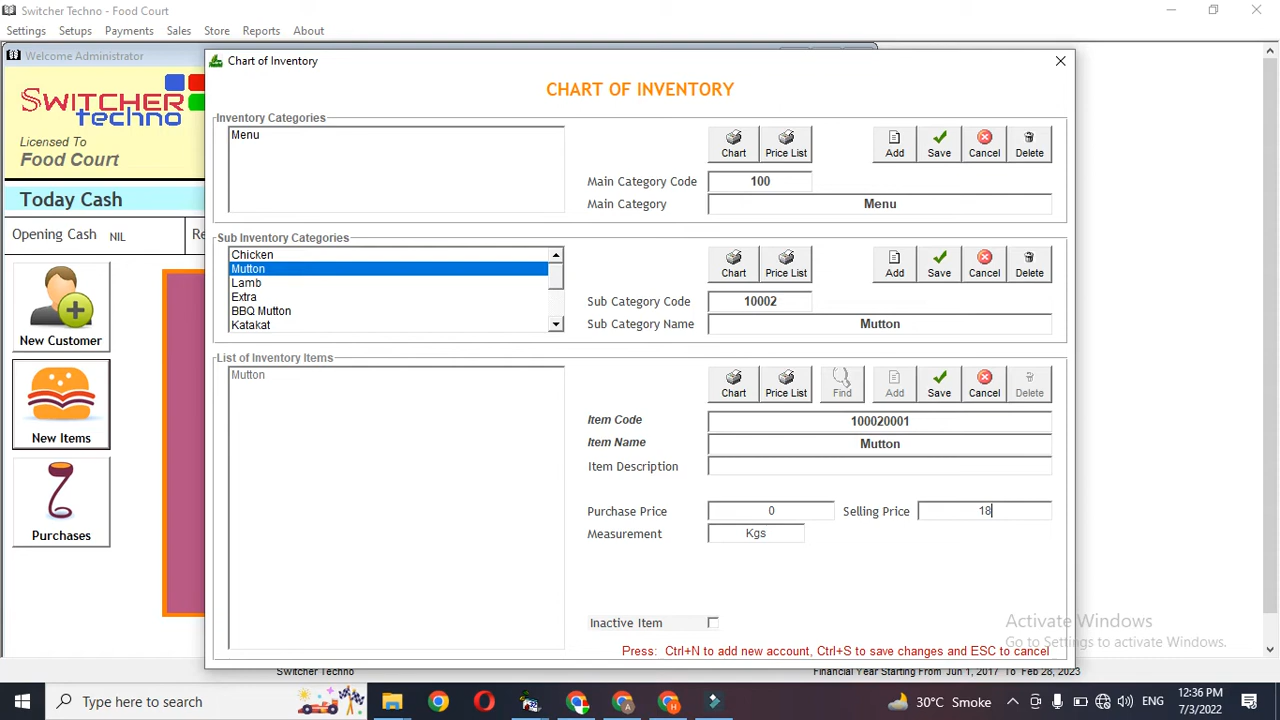 Switcher Techno - Food Court
Settings Setups Payments Sales Store Reports About
Welcome Administrator
Chart of Inventory
SWiTCHER
techno
Licensed To
Food Court
Today Cash
Opening Cash NIL Re
New Customer
New Items
Purchases
CHART OF INVENTORY
Inventory Categories
Menu
Chart Price List Add Save Cancel Delete
Main Category Code 100
Main Category Menu
Sub Inventory Categories
Chicken
Mutton
Lamb
Extra
BBQ Mutton
Katakat
Chart Price List Add Save Cancel Delete
Sub Category Code 10002
Sub Category Name Mutton
List of Inventory Items
Mutton
Chart Price List Find Add Save Cancel Delete
Item Code 100020001
Item Name Mutton
Item Description
Purchase Price 0 Selling Price 18
Measurement Kgs
Inactive Item
Press: Ctrl+N to add new account, Ctrl+S to save changes and ESC to cancel
Activate Windows
Go to Settings to activate Windows.
Switcher Techno Financial Year Starting From Jun 1, 2017 To Feb 28, 2023
Type here to search
30°C Smoke ENG 12:36 PM
7/3/2022